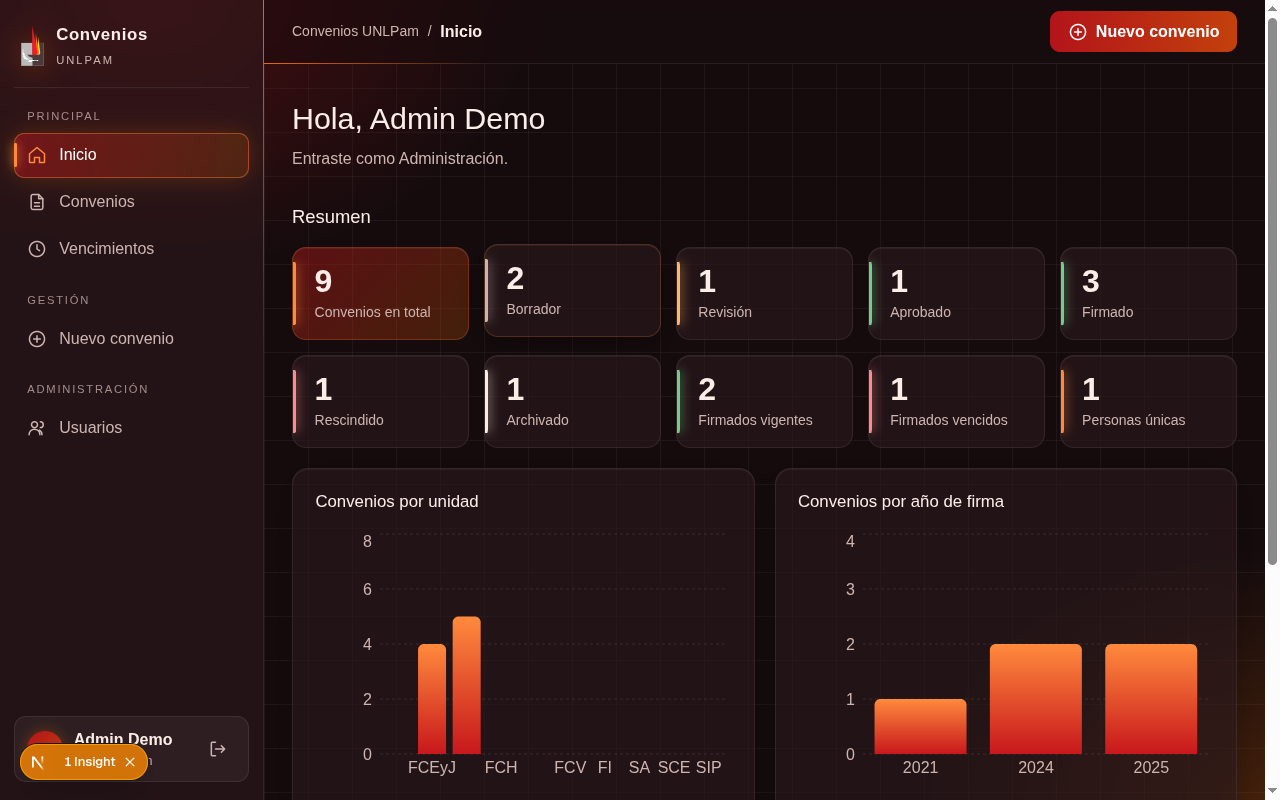 Convenios
UNLPAM
PRINCIPAL
Inicio
Convenios
Vencimientos
GESTIÓN
Nuevo convenio
ADMINISTRACIÓN
Usuarios
Admin Demo
1 Insight
Convenios UNLPam / Inicio
Nuevo convenio
Hola, Admin Demo
Entraste como Administración.
Resumen
9
Convenios en total
2
Borrador
1
Revisión
1
Aprobado
3
Firmado
1
Rescindido
1
Archivado
2
Firmados vigentes
1
Firmados vencidos
1
Personas únicas
Convenios por unidad
8
6
4
2
0
FCEyJ FCH FCV FI SA SCE SIP
Convenios por año de firma
4
3
2
1
0
2021 2024 2025